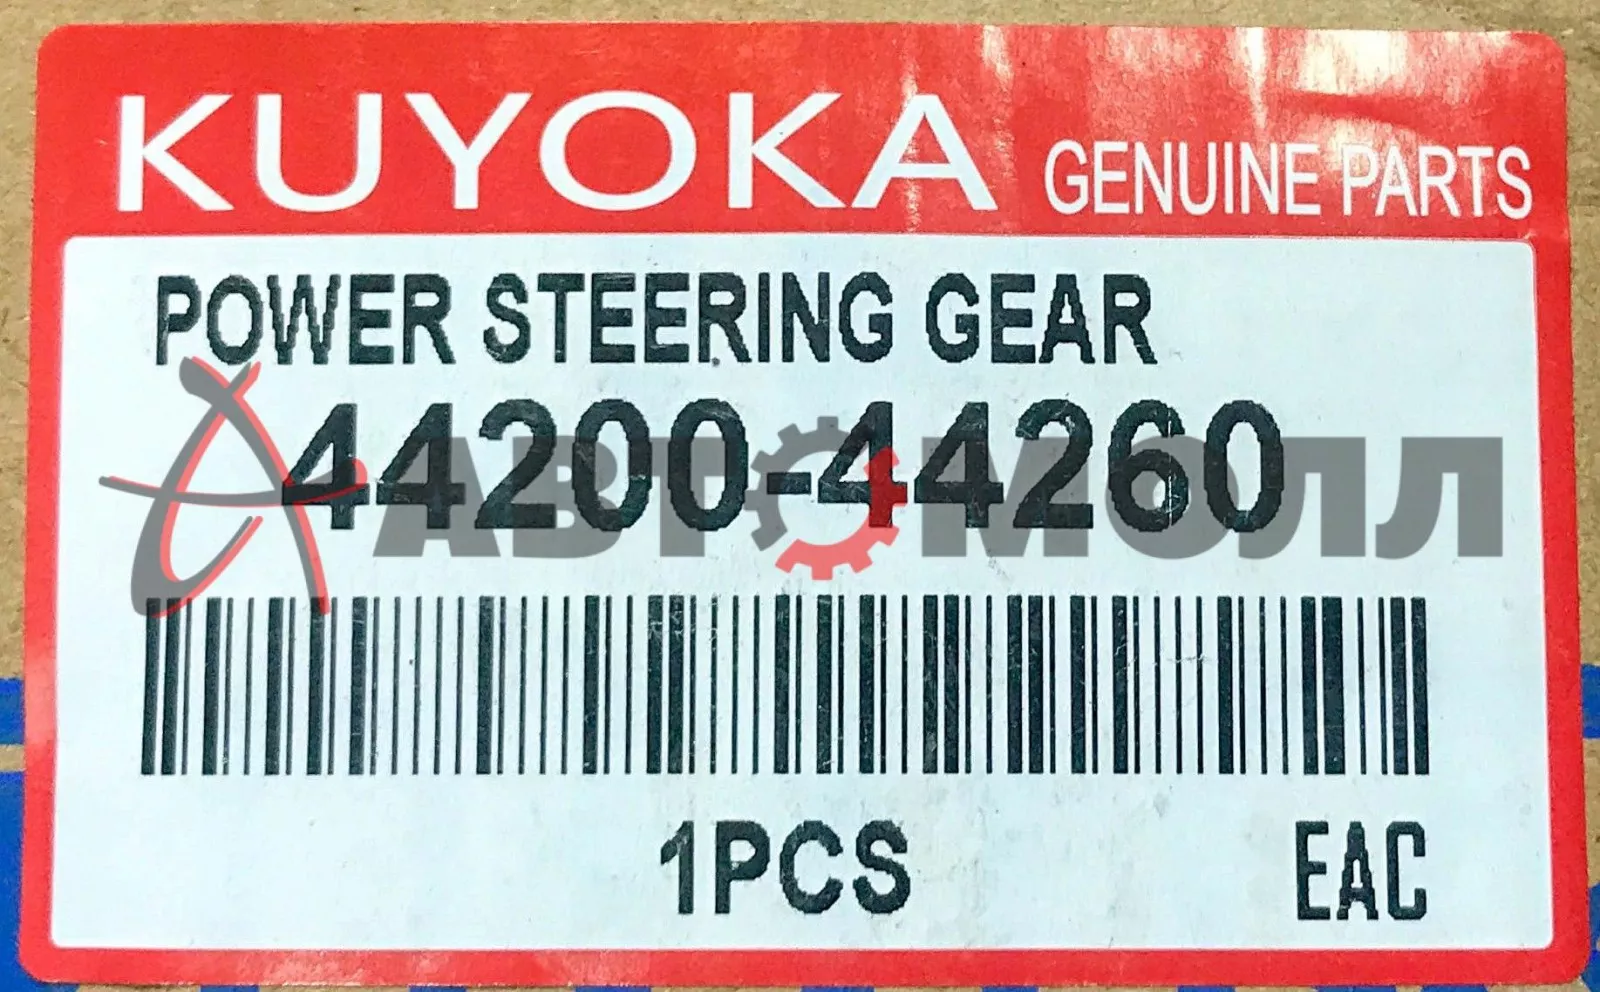 KUYOKA GENUINE PARTS
POWER STEERING GEAR
44200-44260
АВТОМОЛЛ
1PCS EAC